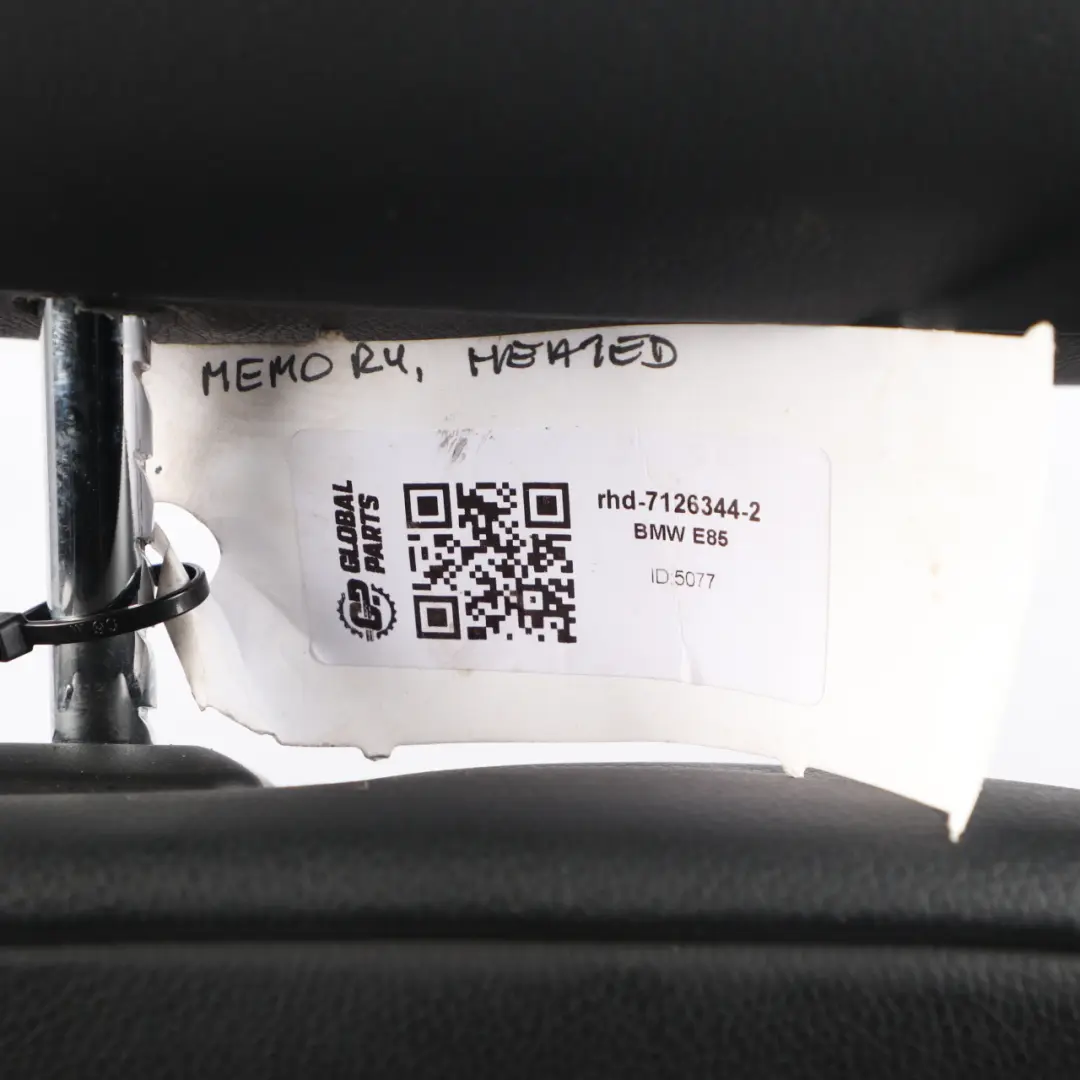 MEMORY, HEATED
GLOBAL
PARTS
rhd-7126344-2
BMW E85
ID:5077